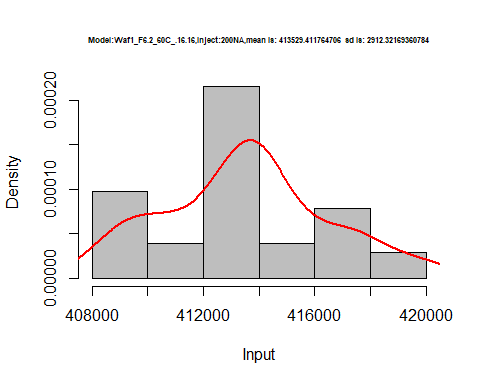 Model:Waf1_F6.2_60C_.16.16,Inject:200NA,mean is: 413529.411764706 sd is: 2912.32169360784
Density
0.00020
0.00010
0.00000
408000 412000 416000 420000
Input